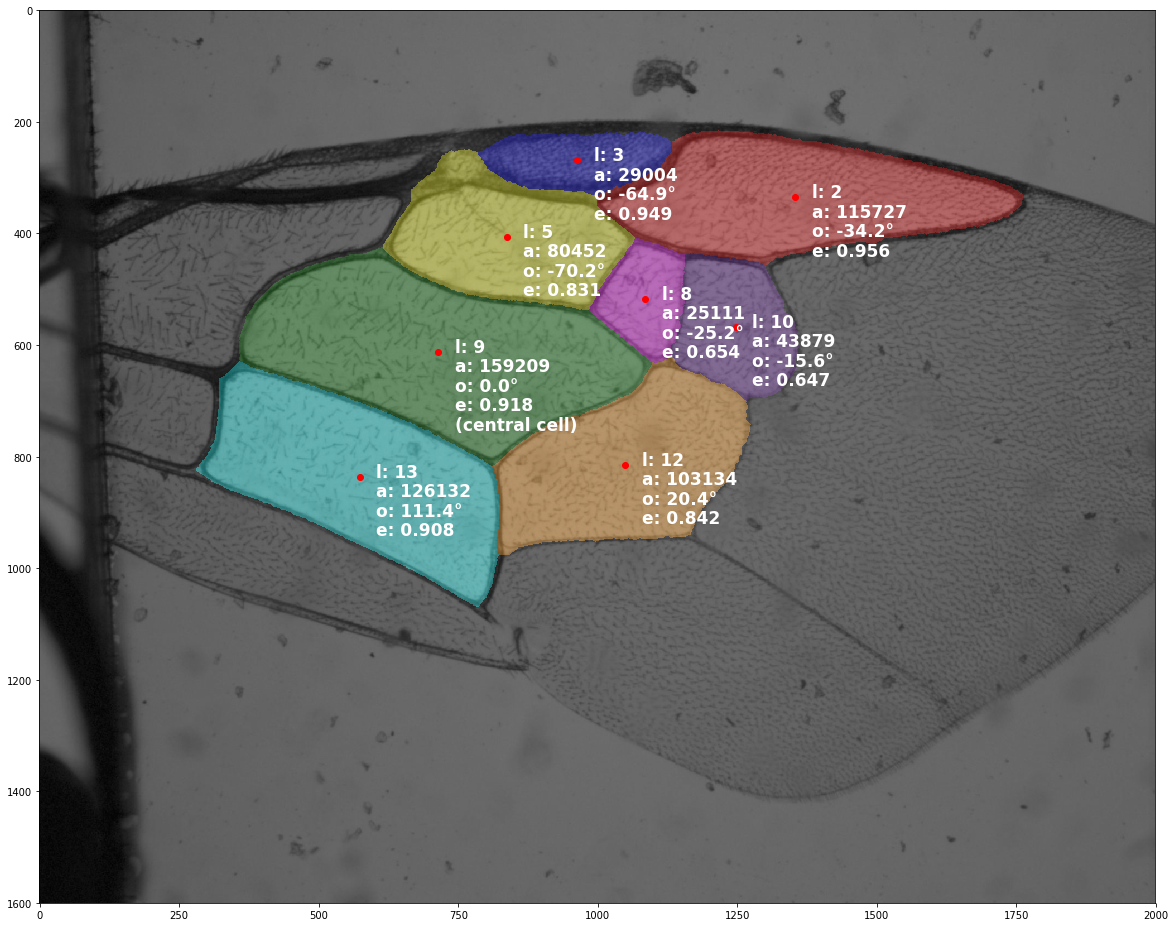 0
200
400
600
800
1000
1200
1400
1600
0
250
500
750
1000
1250
1500
1750
2000
l: 3
a: 29004
o: -64.9°
e: 0.949
l: 2
a: 115727
o: -34.2°
e: 0.956
l: 5
a: 80452
o: -70.2°
e: 0.831
l: 8
a: 25111
o: -25.2°
e: 0.654
l: 10
a: 43879
o: -15.6°
e: 0.647
l: 9
a: 159209
o: 0.0°
e: 0.918
(central cell)
l: 13
a: 126132
o: 111.4°
e: 0.908
l: 12
a: 103134
o: 20.4°
e: 0.842